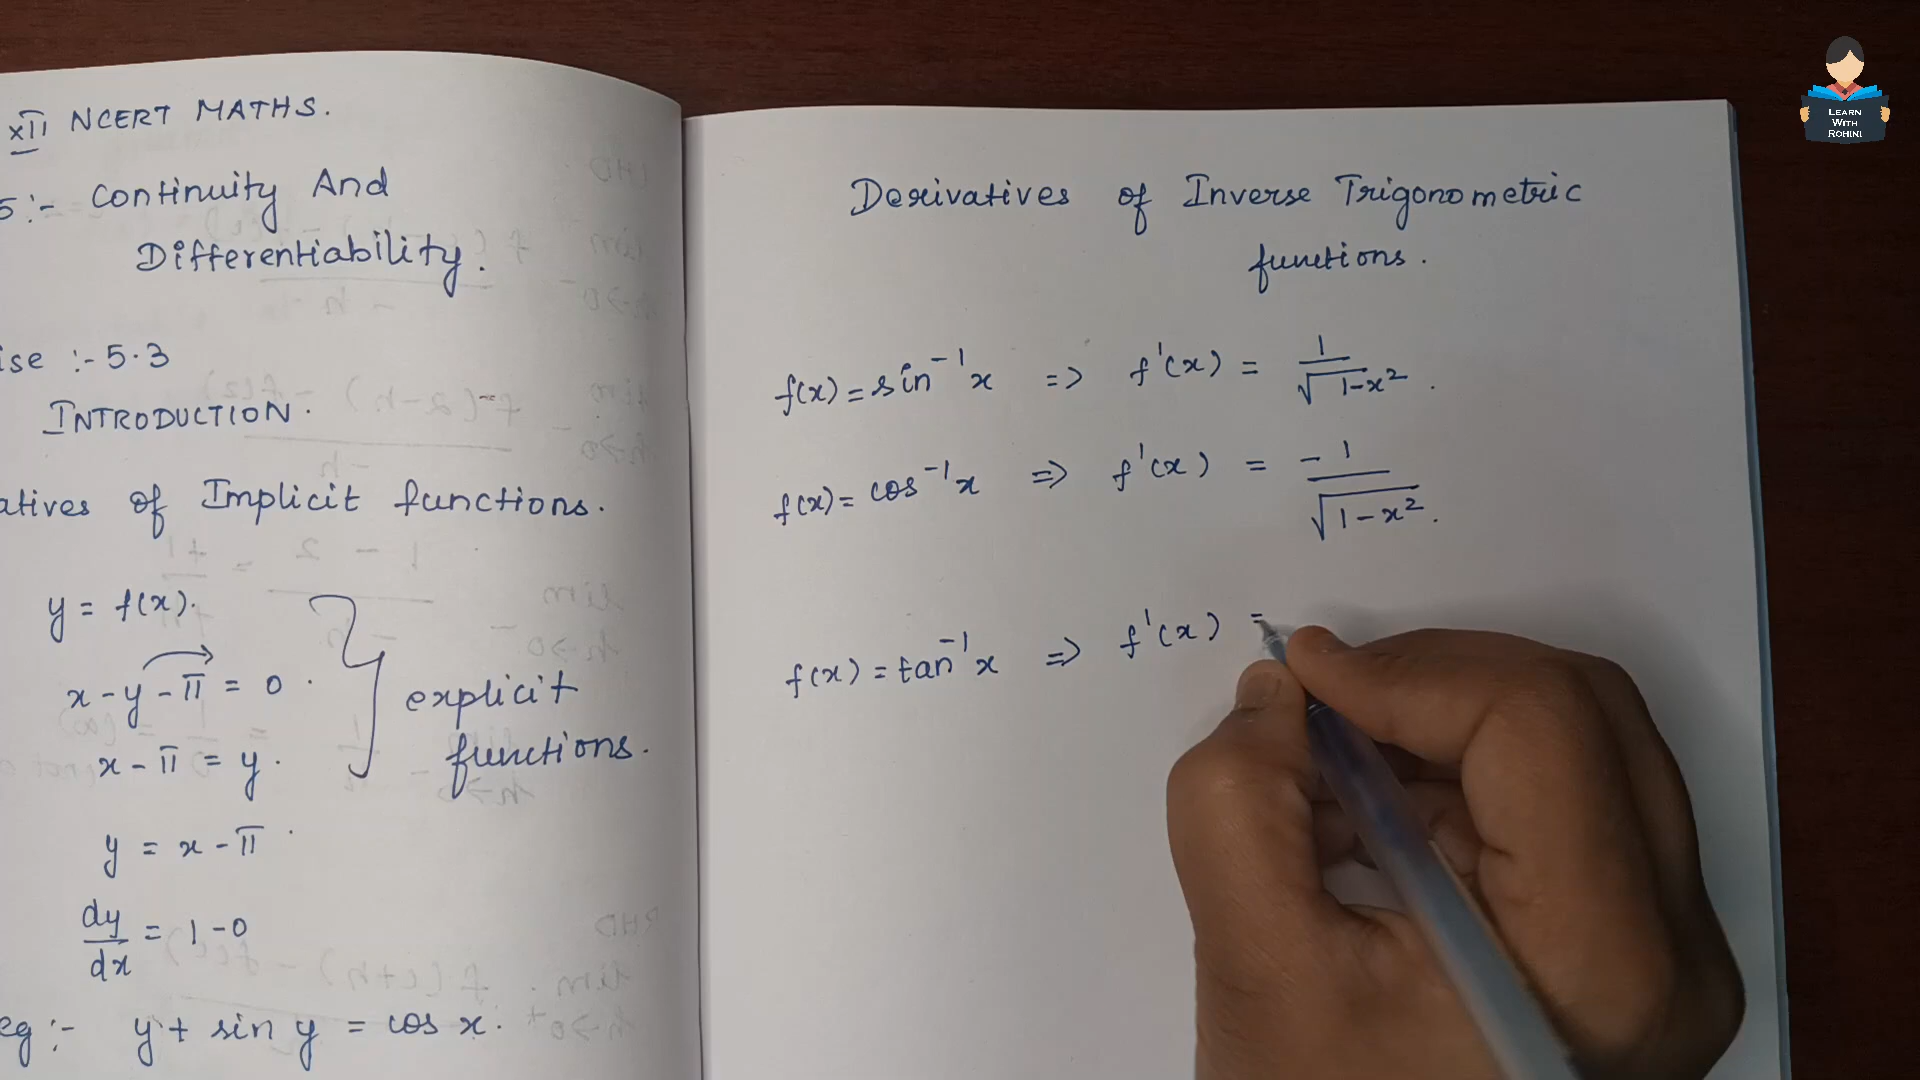 XII NCERT MATHS.
5:- Continuity And
Differentiability.
ise :- 5.3
INTRODUCTION.
atives of Implicit functions.
y = f(x).
x - y - π = 0.
x - π = y.
explicit
functions.
y = x - π
dy/dx = 1 - 0
eg :- y + sin y = cos x.
Derivatives of Inverse Trigonometric
functions.
f(x) = sin⁻¹x => f'(x) = 1/√1-x².
f(x) = cos⁻¹x => f'(x) = -1/√1-x².
f(x) = tan⁻¹x => f'(x) =
LEARN
WITH
ROHINI